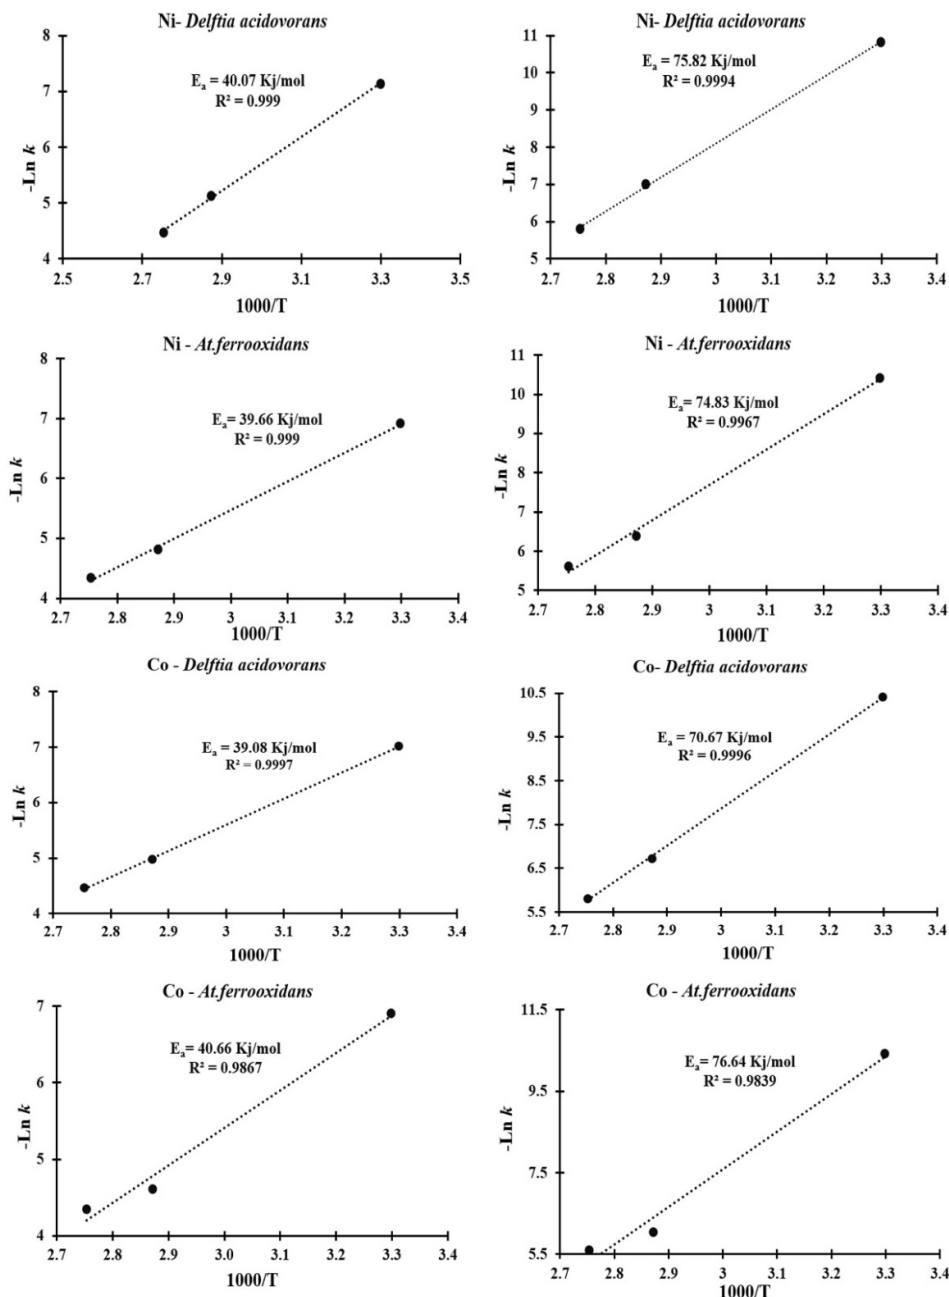 Ni- Delftia acidovorans
8
7
6
5
4
-Ln k
Ea = 40.07 Kj/mol
R² = 0.999
2.5 2.7 2.9 3.1 3.3 3.5
1000/T
Ni- Delftia acidovorans
11
10
9
8
7
6
5
-Ln k
Ea = 75.82 Kj/mol
R² = 0.9994
2.7 2.8 2.9 3 3.1 3.2 3.3 3.4
1000/T
Ni - At.ferrooxidans
8
7
6
5
4
-Ln k
Ea= 39.66 Kj/mol
R² = 0.999
2.7 2.8 2.9 3 3.1 3.2 3.3 3.4
1000/T
Ni - At.ferrooxidans
11
10
9
8
7
6
5
-Ln k
Ea= 74.83 Kj/mol
R² = 0.9967
2.7 2.8 2.9 3 3.1 3.2 3.3 3.4
1000/T
Co - Delftia acidovorans
8
7
6
5
4
-Ln k
Ea = 39.08 Kj/mol
R² = 0.9997
2.7 2.8 2.9 3 3.1 3.2 3.3 3.4
1000/T
Co- Delftia acidovorans
10.5
9.5
8.5
7.5
6.5
5.5
-Ln k
Ea = 70.67 Kj/mol
R² = 0.9996
2.7 2.8 2.9 3 3.1 3.2 3.3 3.4
1000/T
Co - At.ferrooxidans
7
6
5
4
-Ln k
Ea= 40.66 Kj/mol
R² = 0.9867
2.7 2.8 2.9 3.0 3.1 3.2 3.3 3.4
1000/T
Co - At.ferrooxidans
11.5
9.5
7.5
5.5
-Ln k
Ea= 76.64 Kj/mol
R² = 0.9839
2.7 2.8 2.9 3 3.1 3.2 3.3 3.4
1000/T